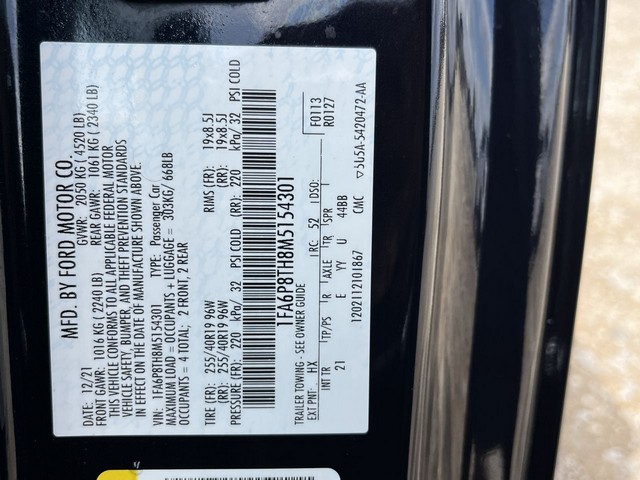 MFD. BY FORD MOTOR CO.
DATE: 12/21 GVWR: 2050 KG ( 4520 LB)
FRONT GAWR: 1016 KG ( 2240 LB) REAR GAWR: 1061 KG ( 2340 LB)
THIS VEHICLE CONFORMS TO ALL APPLICABLE FEDERAL MOTOR
VEHICLE SAFETY, BUMPER, AND THEFT PREVENTION STANDARDS
IN EFFECT ON THE DATE OF MANUFACTURE SHOWN ABOVE.
VIN: 1FA6P8TH8M5154301 TYPE: Passenger Car/
MAXIMUM LOAD = OCCUPANTS + LUGGAGE = 303KG/ 668LB
OCCUPANTS = 4 TOTAL; 2 FRONT, 2 REAR
TIRE (FR): 255/40R19 96W RIMS (FR): 19x8.5J
(RR): 255/40R19 96W (RR): 19x8.5J
PRESSURE (FR): 220 kPa/ 32 PSI COLD (RR): 220 kPa/ 32 PSI COLD
1FA6P8TH8M5154301
TRAILER TOWING - SEE OWNER GUIDE F0113
EXT PNT: HX RC: 52 DSO: R0127
INT TR TP/PS R AXLE TR SPR
21 E YY U 44BB
1202112101867 CMC ▽5U5A-5420472-AA